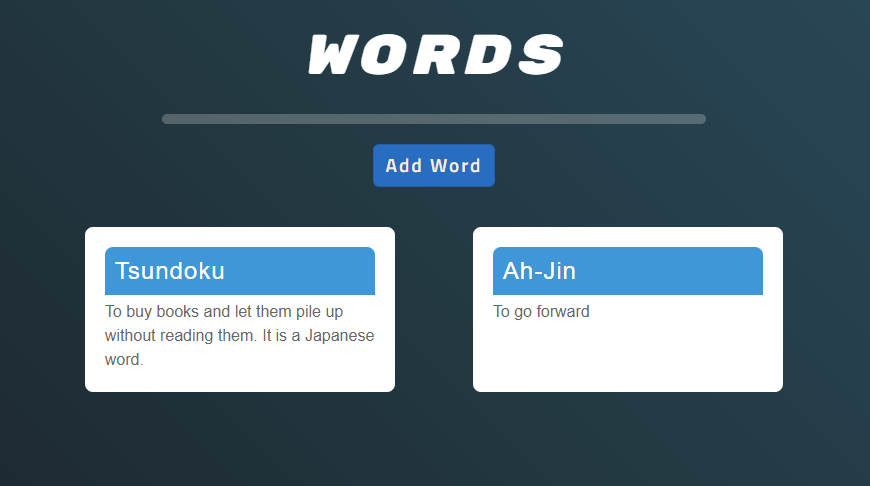 WORDS
Add Word
Tsundoku
To buy books and let them pile up
without reading them. It is a Japanese
word.
Ah-Jin
To go forward